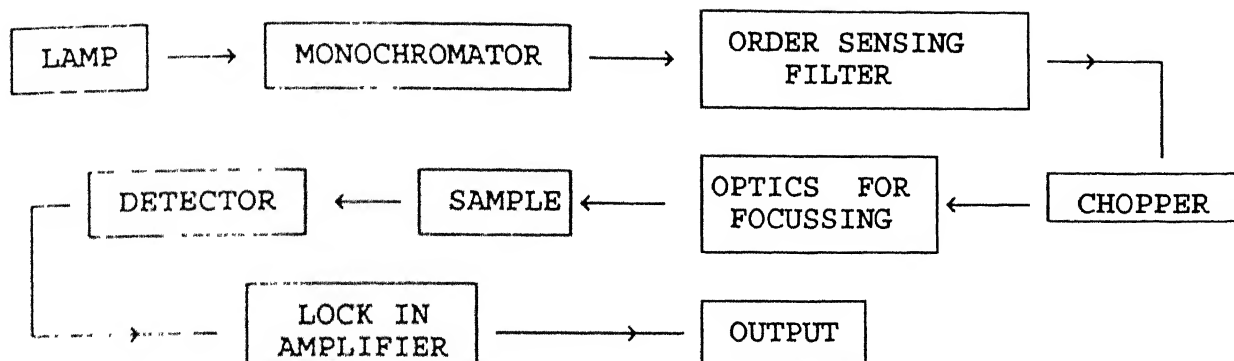 LAMP
MONOCHROMATOR
ORDER SENSING
FILTER
CHOPPER
OPTICS FOR
FOCUSSING
SAMPLE
DETECTOR
LOCK IN
AMPLIFIER
OUTPUT